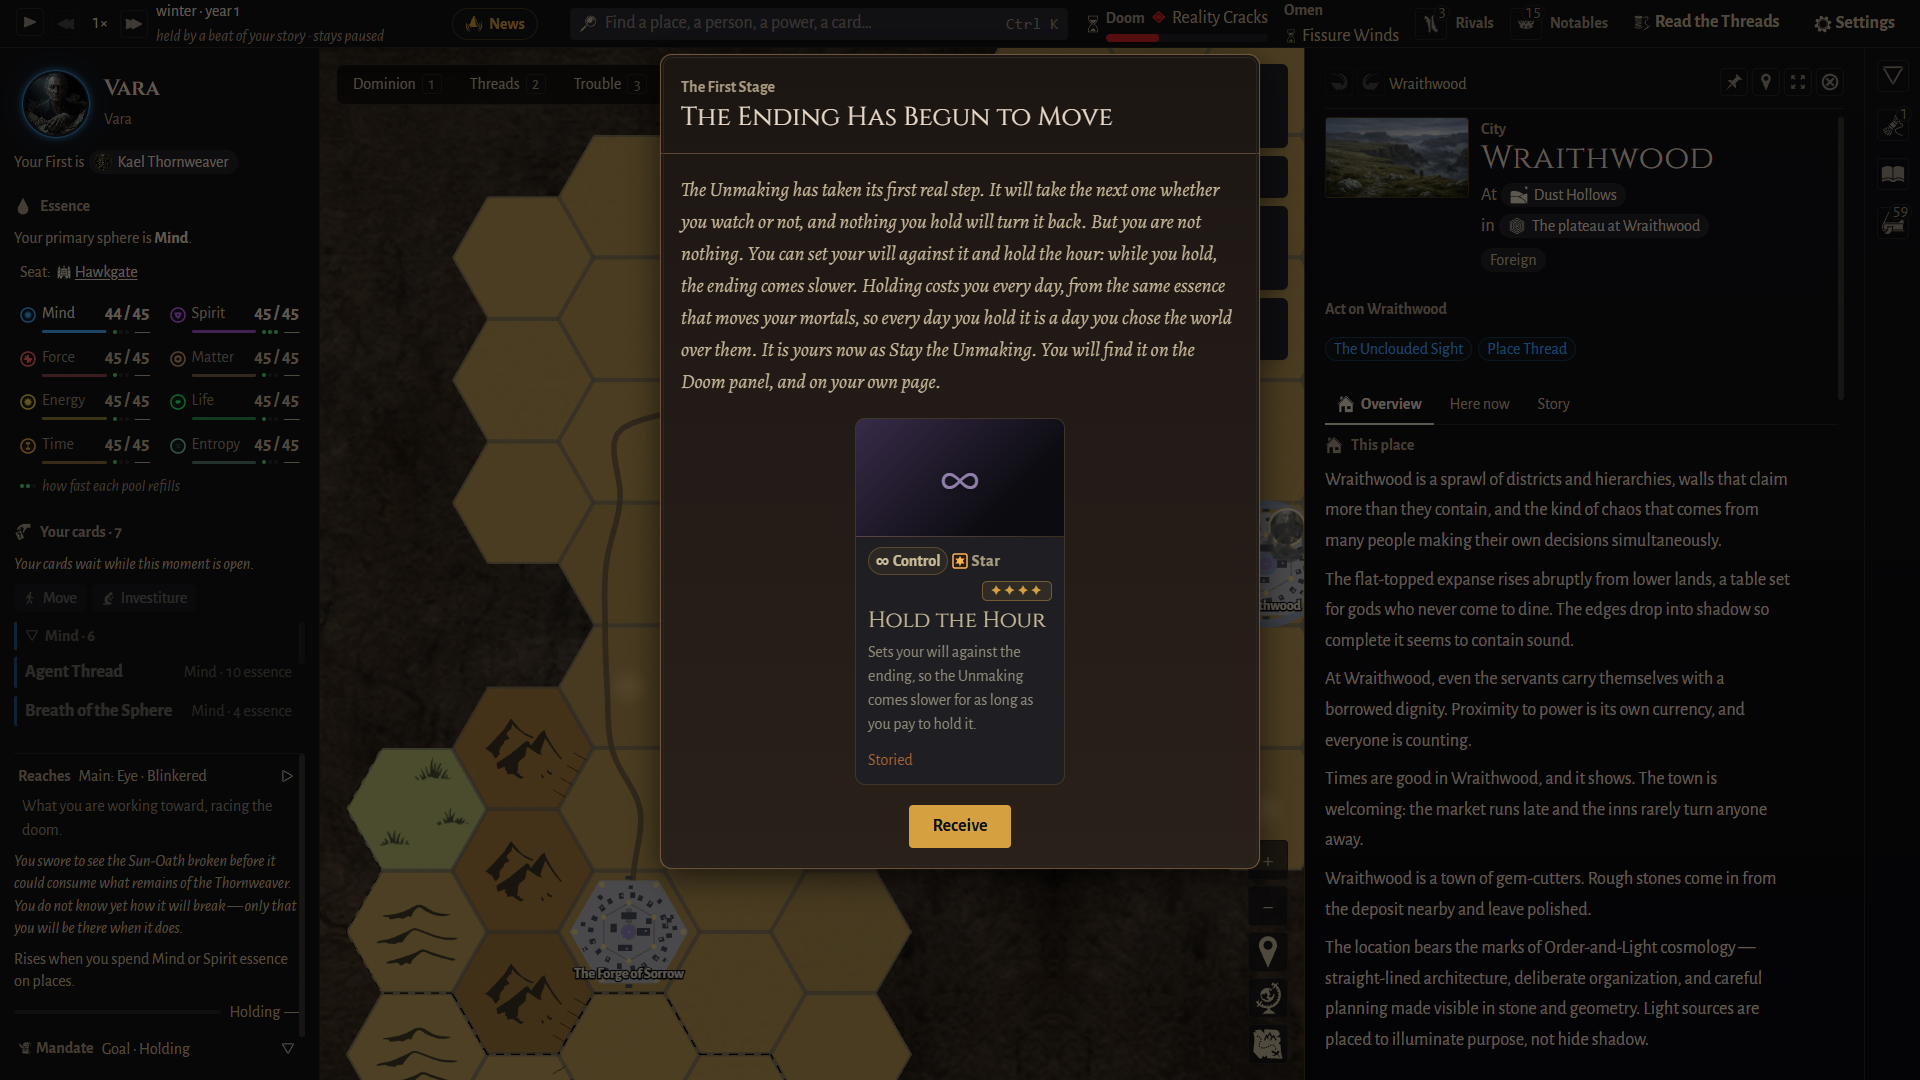 winter · year 1
1×
held by a beat of your story · stays paused
News
Find a place, a person, a power, a card... Ctrl K
Doom Reality Cracks
Omen
Fissure Winds
3 Rivals
15 Notables
Read the Threads
Settings
Vara
Vara
Your First is Kael Thornweaver
Essence
Your primary sphere is Mind.
Seat: Hawkgate
Mind 44/45 Spirit 45/45
Force 45/45 Matter 45/45
Energy 45/45 Life 45/45
Time 45/45 Entropy 45/45
how fast each pool refills
Your cards · 7
Your cards wait while this moment is open.
Move Investiture
Mind · 6
Agent Thread Mind · 10 essence
Breath of the Sphere Mind · 4 essence
Reaches Main: Eye · Blinkered
What you are working toward, racing the
doom.
You swore to see the Sun-Oath broken before it
could consume what remains of the Thornweaver.
You do not know yet how it will break — only that
you will be there when it does.
Rises when you spend Mind or Spirit essence
on places.
Holding —
Mandate Goal · Holding
Dominion 1 Threads 2 Trouble 3
The Forge of Sorrow
hwood
The First Stage
The Ending Has Begun to Move
The Unmaking has taken its first real step. It will take the next one whether
you watch or not, and nothing you hold will turn it back. But you are not
nothing. You can set your will against it and hold the hour: while you hold,
the ending comes slower. Holding costs you every day, from the same essence
that moves your mortals, so every day you hold it is a day you chose the world
over them. It is yours now as Stay the Unmaking. You will find it on the
Doom panel, and on your own page.
∞
∞ Control Star
Hold the Hour
Sets your will against the
ending, so the Unmaking
comes slower for as long as
you pay to hold it.
Storied
Receive
+
−
Wraithwood
City
Wraithwood
At Dust Hollows
in The plateau at Wraithwood
Foreign
Act on Wraithwood
The Unclouded Sight Place Thread
Overview Here now Story
This place
Wraithwood is a sprawl of districts and hierarchies, walls that claim
more than they contain, and the kind of chaos that comes from
many people making their own decisions simultaneously.
The flat-topped expanse rises abruptly from lower lands, a table set
for gods who never come to dine. The edges drop into shadow so
complete it seems to contain sound.
At Wraithwood, even the servants carry themselves with a
borrowed dignity. Proximity to power is its own currency, and
everyone is counting.
Times are good in Wraithwood, and it shows. The town is
welcoming: the market runs late and the inns rarely turn anyone
away.
Wraithwood is a town of gem-cutters. Rough stones come in from
the deposit nearby and leave polished.
The location bears the marks of Order-and-Light cosmology —
straight-lined architecture, deliberate organization, and careful
planning made visible in stone and geometry. Light sources are
placed to illuminate purpose, not hide shadow.
1
59